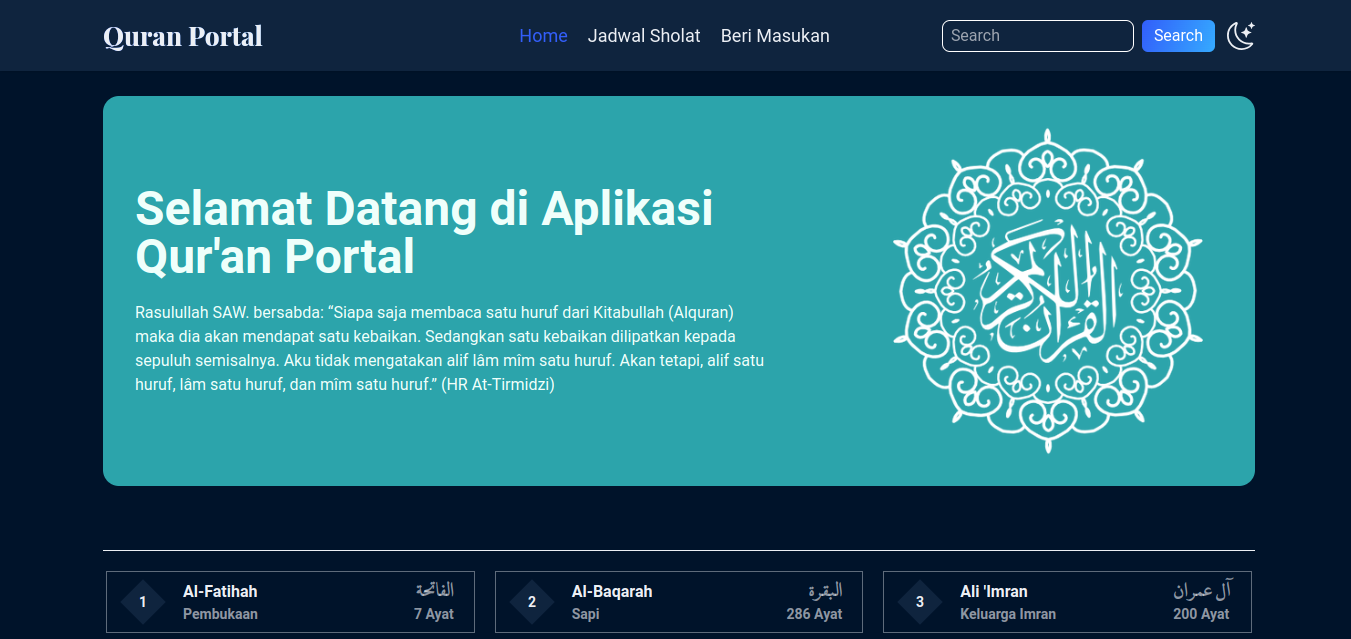 Quran Portal
Home
Jadwal Sholat
Beri Masukan
Search
Search
Selamat Datang di Aplikasi
Qur'an Portal
Rasulullah SAW. bersabda: “Siapa saja membaca satu huruf dari Kitabullah (Alquran)
maka dia akan mendapat satu kebaikan. Sedangkan satu kebaikan dilipatkan kepada
sepuluh semisalnya. Aku tidak mengatakan alif lâm mîm satu huruf. Akan tetapi, alif satu
huruf, lâm satu huruf, dan mîm satu huruf.” (HR At-Tirmidzi)
القرآن الكريم
1
Al-Fatihah
الفاتحة
Pembukaan
7 Ayat
2
Al-Baqarah
البقرة
Sapi
286 Ayat
3
Ali 'Imran
آل عمران
Keluarga Imran
200 Ayat